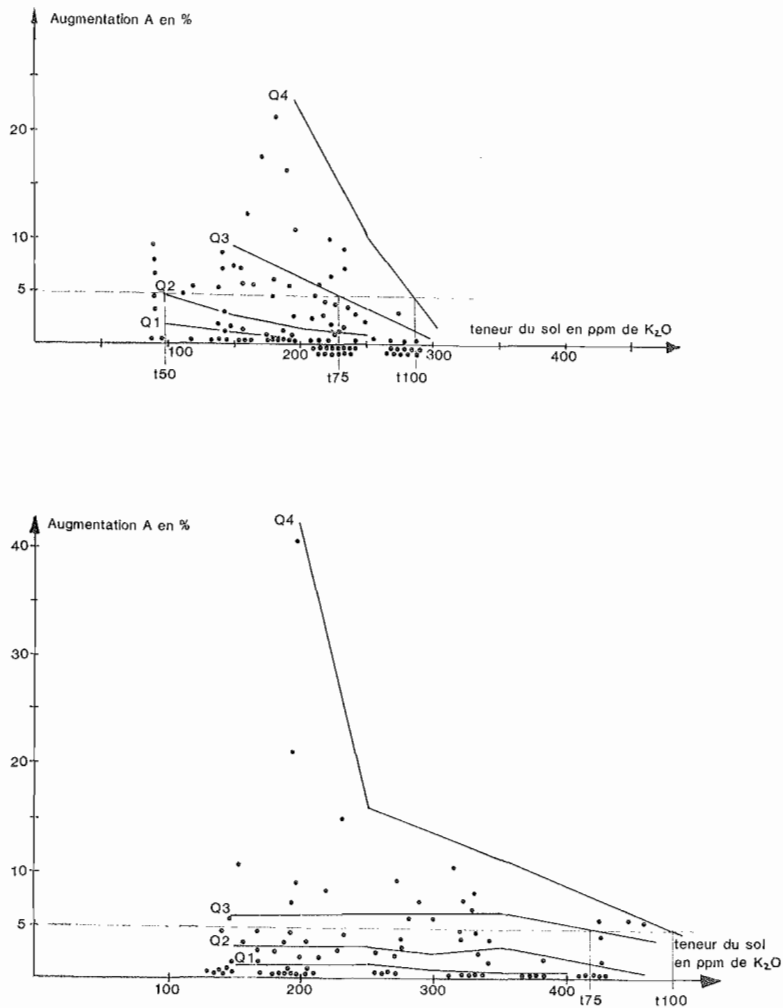 Augmentation A en %
Q4
20
Q3
10
Q2
5
Q1
teneur du sol en ppm de K2O
100 200 300 400
t50 t75 t100
Augmentation A en %
Q4
40
30
20
10
Q3
5
Q2
teneur du sol
Q1
en ppm de K2O
100 200 300 400
t75 t100